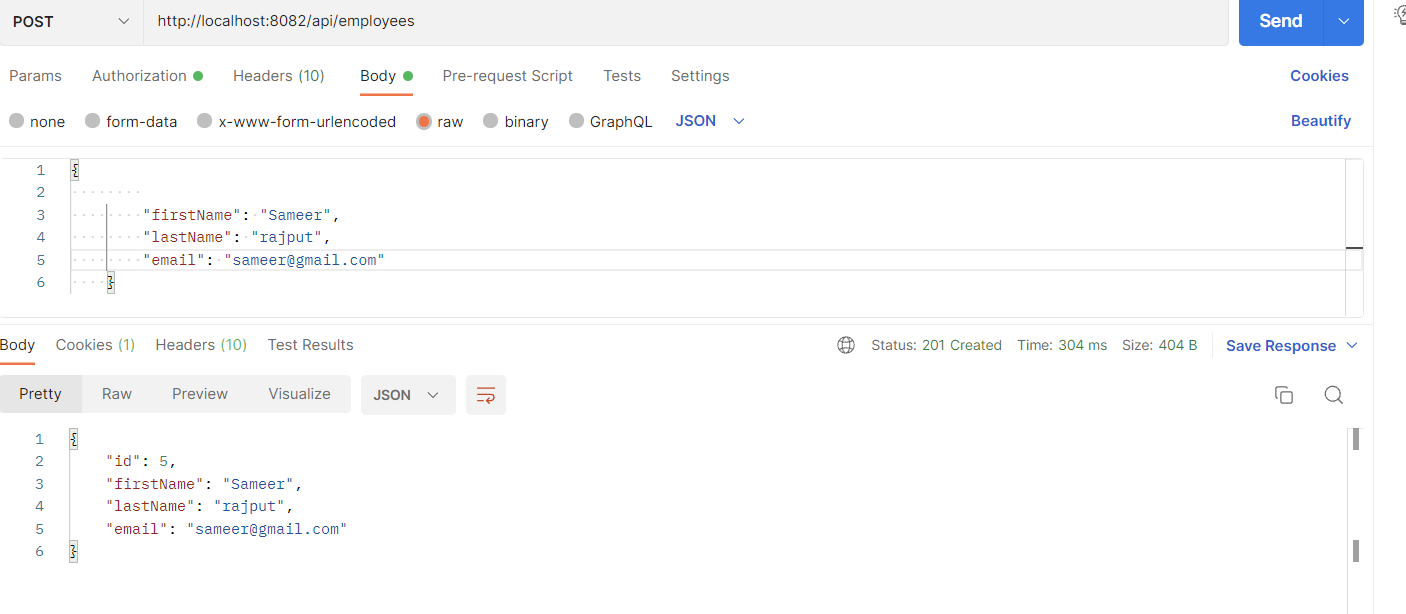 POST http://localhost:8082/api/employees Send
Params Authorization Headers (10) Body Pre-request Script Tests Settings Cookies
none form-data x-www-form-urlencoded raw binary GraphQL JSON Beautify
1 {
2
3 "firstName": "Sameer",
4 "lastName": "rajput",
5 "email": "sameer@gmail.com"
6 }
Body Cookies (1) Headers (10) Test Results Status: 201 Created Time: 304 ms Size: 404 B Save Response
Pretty Raw Preview Visualize JSON
1 {
2 "id": 5,
3 "firstName": "Sameer",
4 "lastName": "rajput",
5 "email": "sameer@gmail.com"
6 }